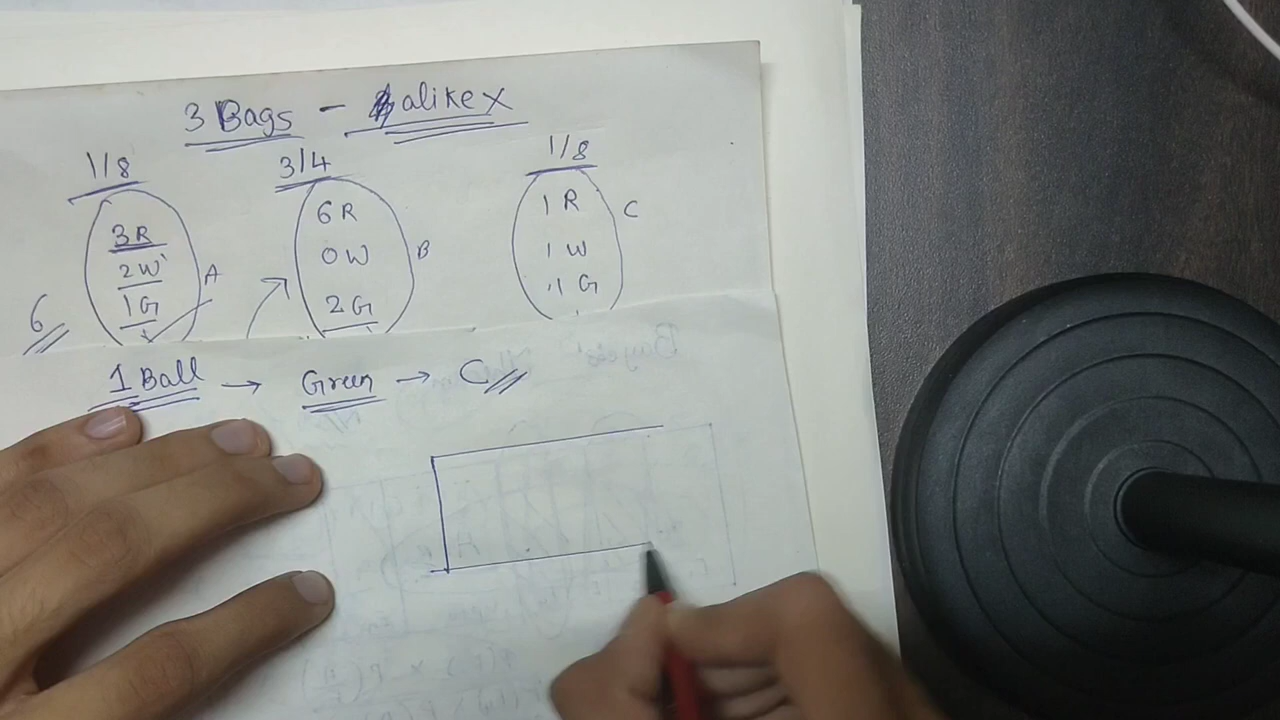 3 Bags - alike X
1/8 3/4 1/8
3R 6R 1R
2W 0W 1W
1G 2G 1G
A B C
6
1 Ball → Green → C